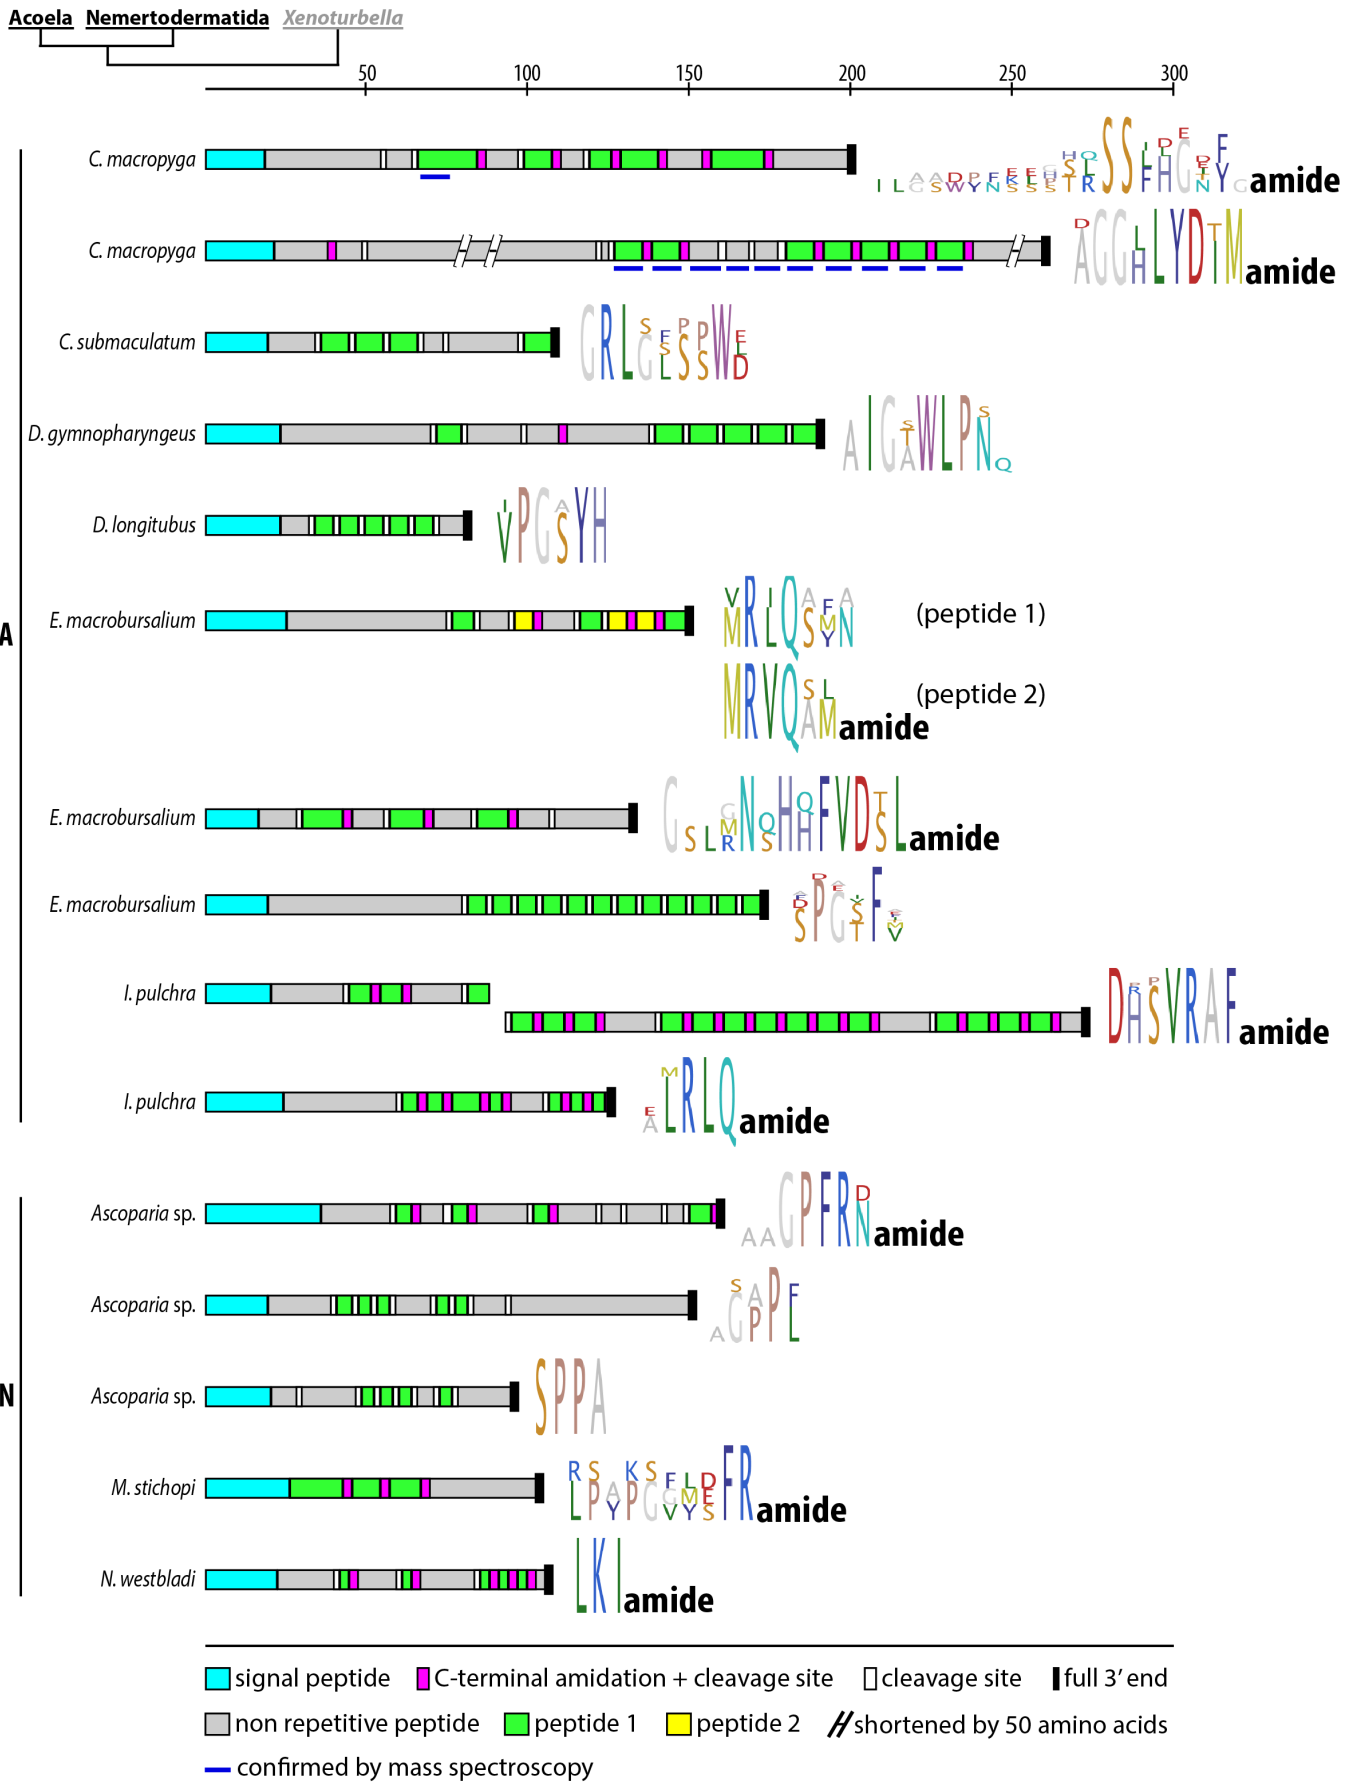 Acoela Nemertodermatida Xenoturbella
50 100 150 200 250 300
C. macropyga
amide
C. macropyga
amide
C. submaculatum
D. gymnopharyngeus
D. longitubus
A
E. macrobursalium
(peptide 1)
(peptide 2)
amide
E. macrobursalium
amide
E. macrobursalium
I. pulchra
amide
I. pulchra
amide
Ascoparia sp.
amide
Ascoparia sp.
N
Ascoparia sp.
SPPA
M. stichopi
amide
N. westbladi
LKI amide
signal peptide C-terminal amidation + cleavage site cleavage site full 3’ end
non repetitive peptide peptide 1 peptide 2 shortened by 50 amino acids
confirmed by mass spectroscopy